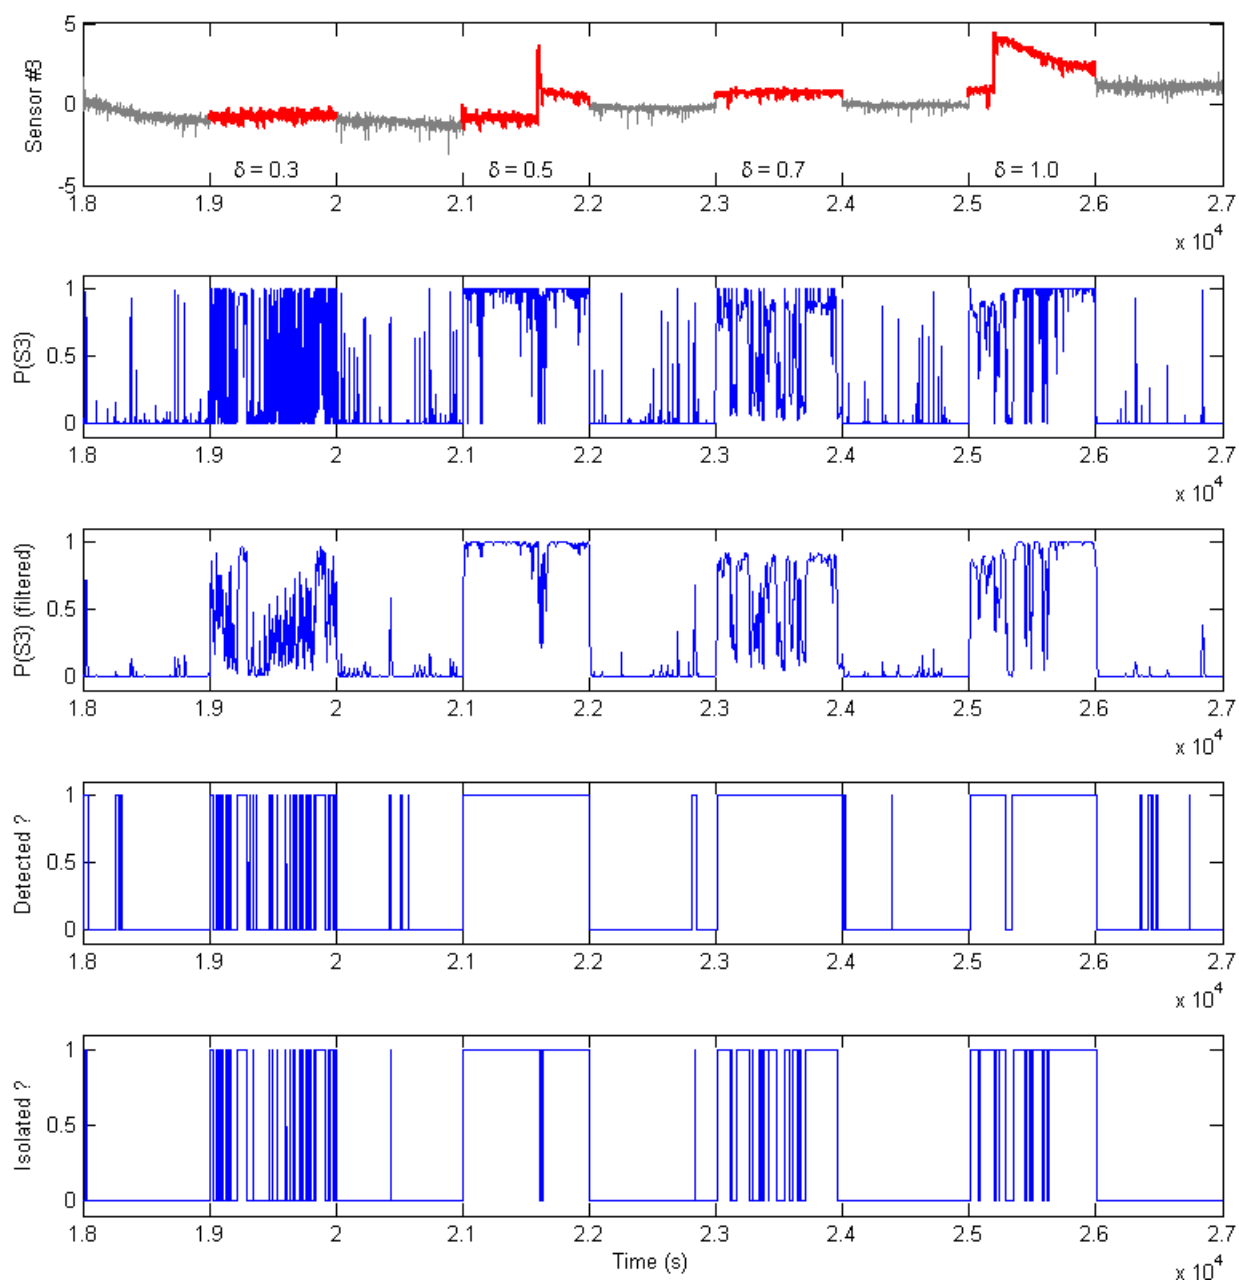 5
0
-5
Sensor #3
δ = 0.3 δ = 0.5 δ = 0.7 δ = 1.0
1.8 1.9 2 2.1 2.2 2.3 2.4 2.5 2.6 2.7
x 10^4
1
0.5
0
P(S3)
1.8 1.9 2 2.1 2.2 2.3 2.4 2.5 2.6 2.7
x 10^4
1
0.5
0
P(S3) (filtered)
1.8 1.9 2 2.1 2.2 2.3 2.4 2.5 2.6 2.7
x 10^4
1
0.5
0
Detected ?
1.8 1.9 2 2.1 2.2 2.3 2.4 2.5 2.6 2.7
x 10^4
1
0.5
0
Isolated ?
1.8 1.9 2 2.1 2.2 2.3 2.4 2.5 2.6 2.7
Time (s)
x 10^4